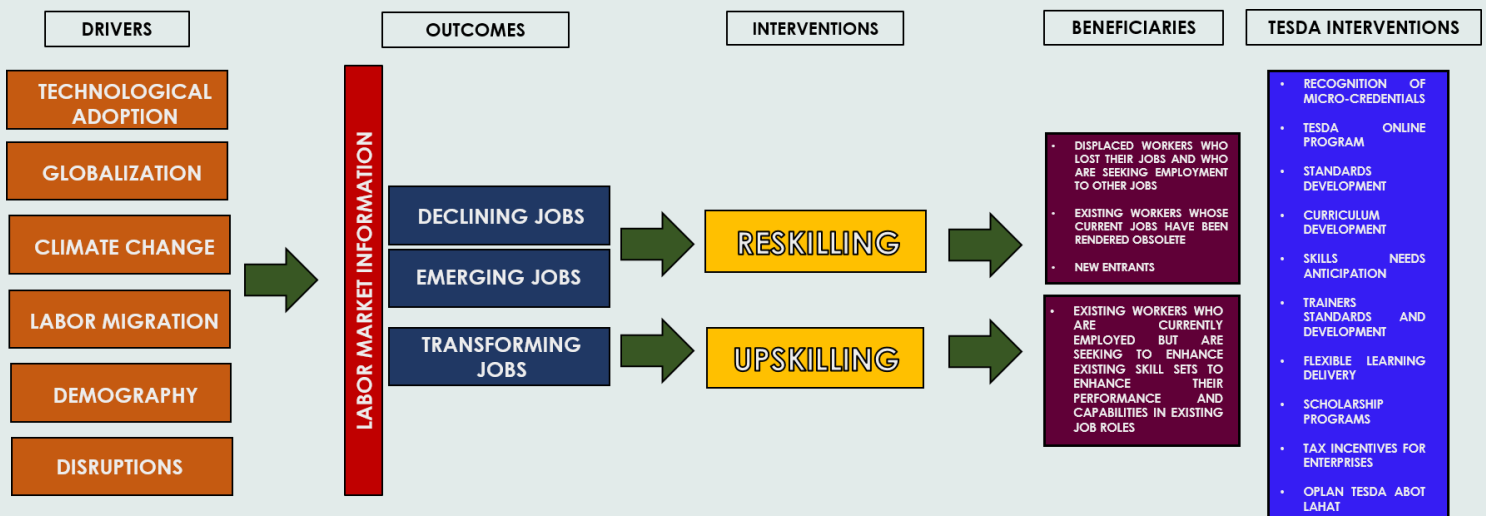 DRIVERS
TECHNOLOGICAL
ADOPTION
GLOBALIZATION
CLIMATE CHANGE
LABOR MIGRATION
DEMOGRAPHY
DISRUPTIONS
OUTCOMES
LABOR MARKET INFORMATION
DECLINING JOBS
EMERGING JOBS
TRANSFORMING
JOBS
INTERVENTIONS
RESKILLING
UPSKILLING
BENEFICIARIES
• DISPLACED WORKERS WHO
LOST THEIR JOBS AND WHO
ARE SEEKING EMPLOYMENT
TO OTHER JOBS
• EXISTING WORKERS WHOSE
CURRENT JOBS HAVE BEEN
RENDERED OBSOLETE
• NEW ENTRANTS
• EXISTING WORKERS WHO
ARE CURRENTLY
EMPLOYED BUT ARE
SEEKING TO ENHANCE
EXISTING SKILL SETS TO
ENHANCE THEIR
PERFORMANCE AND
CAPABILITIES IN EXISTING
JOB ROLES
TESDA INTERVENTIONS
• RECOGNITION OF
MICRO-CREDENTIALS
• TESDA ONLINE
PROGRAM
• STANDARDS
DEVELOPMENT
• CURRICULUM
DEVELOPMENT
• SKILLS NEEDS
ANTICIPATION
• TRAINERS
STANDARDS AND
DEVELOPMENT
• FLEXIBLE LEARNING
DELIVERY
• SCHOLARSHIP
PROGRAMS
• TAX INCENTIVES FOR
ENTERPRISES
• OPLAN TESDA ABOT
LAHAT